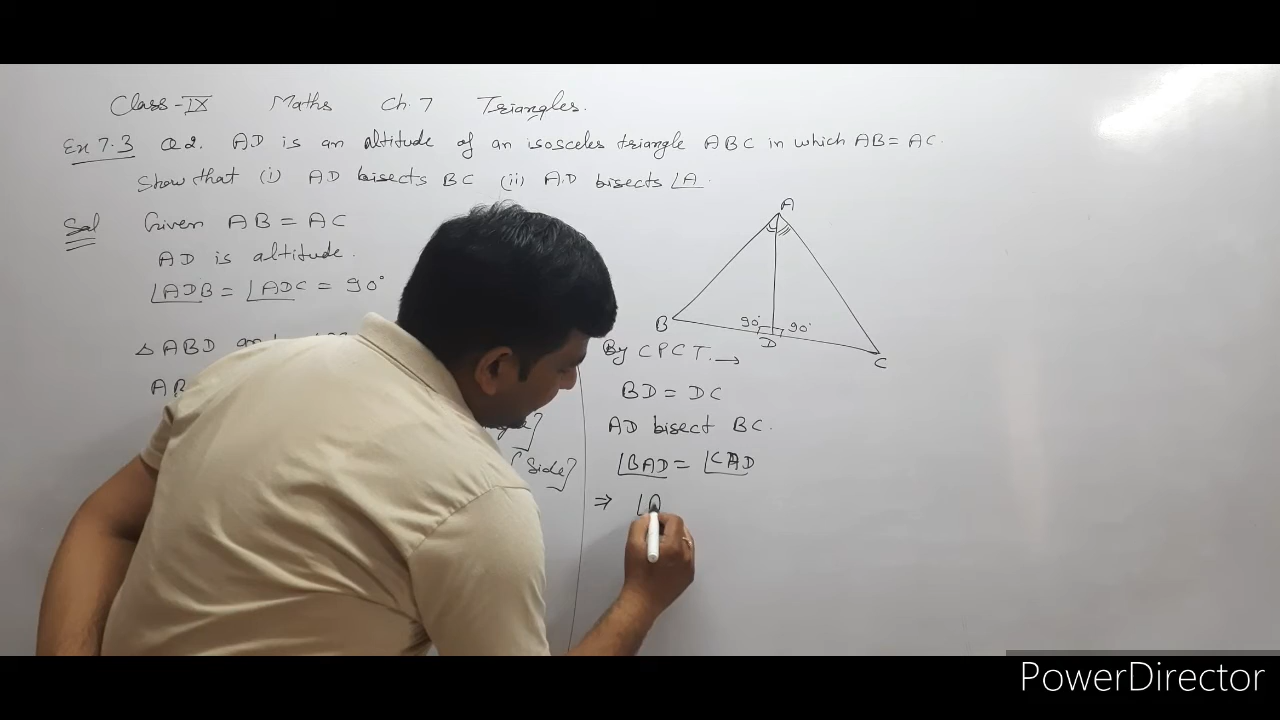 Class-IX Maths Ch.7 Triangles.
Ex 7.3 Q2. AD is an altitude of an isosceles triangle ABC in which AB = AC.
Show that (i) AD bisects BC (ii) AD bisects ∠A.
Sol Given AB = AC
AD is altitude.
∠ADB = ∠ADC = 90°
△ABD
AB
Side]
A
B
90° 90°
D
C
By CPCT. →
BD = DC
AD bisect BC.
∠BAD = ∠CAD
⇒ ∠A
PowerDirector